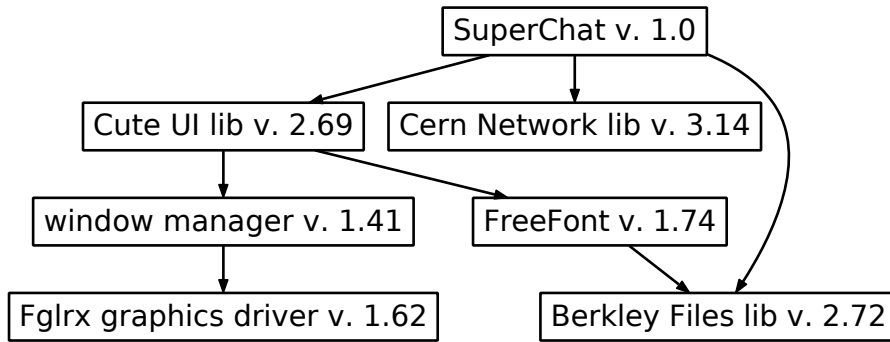 SuperChat v. 1.0
Cute UI lib v. 2.69
Cern Network lib v. 3.14
window manager v. 1.41
FreeFont v. 1.74
Fglrx graphics driver v. 1.62
Berkley Files lib v. 2.72